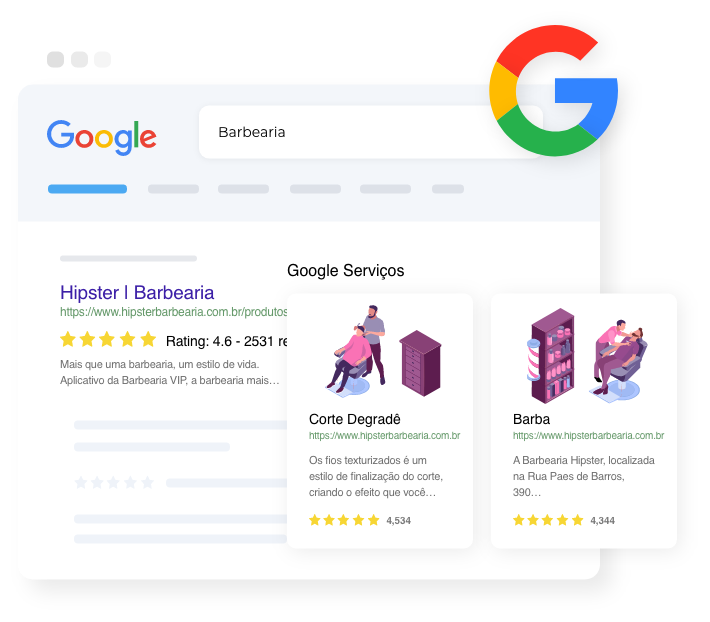 Google
Barbearia
G
Hipster | Barbearia
https://www.hipsterbarbearia.com.br/produtos
Rating: 4.6 - 2531 re
Mais que uma barbearia, um estilo de vida.
Aplicativo da Barbearia VIP, a barbearia mais…
Google Serviços
Corte Degradê
https://www.hipsterbarbearia.com.br
Os fios texturizados é um
estilo de finalização do corte,
criando o efeito que você…
4,534
Barba
https://www.hipsterbarbearia.com.br
A Barbearia Hipster, localizada
na Rua Paes de Barros,
390…
4,344